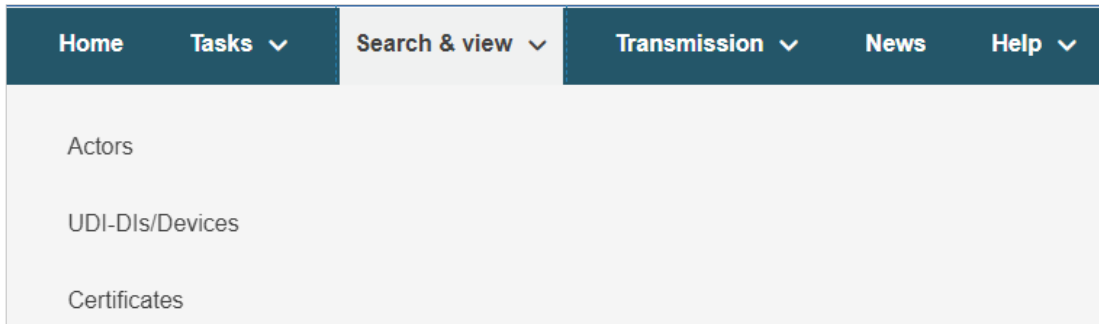 Home Tasks Search & view Transmission News Help
Actors
UDI-DIs/Devices
Certificates